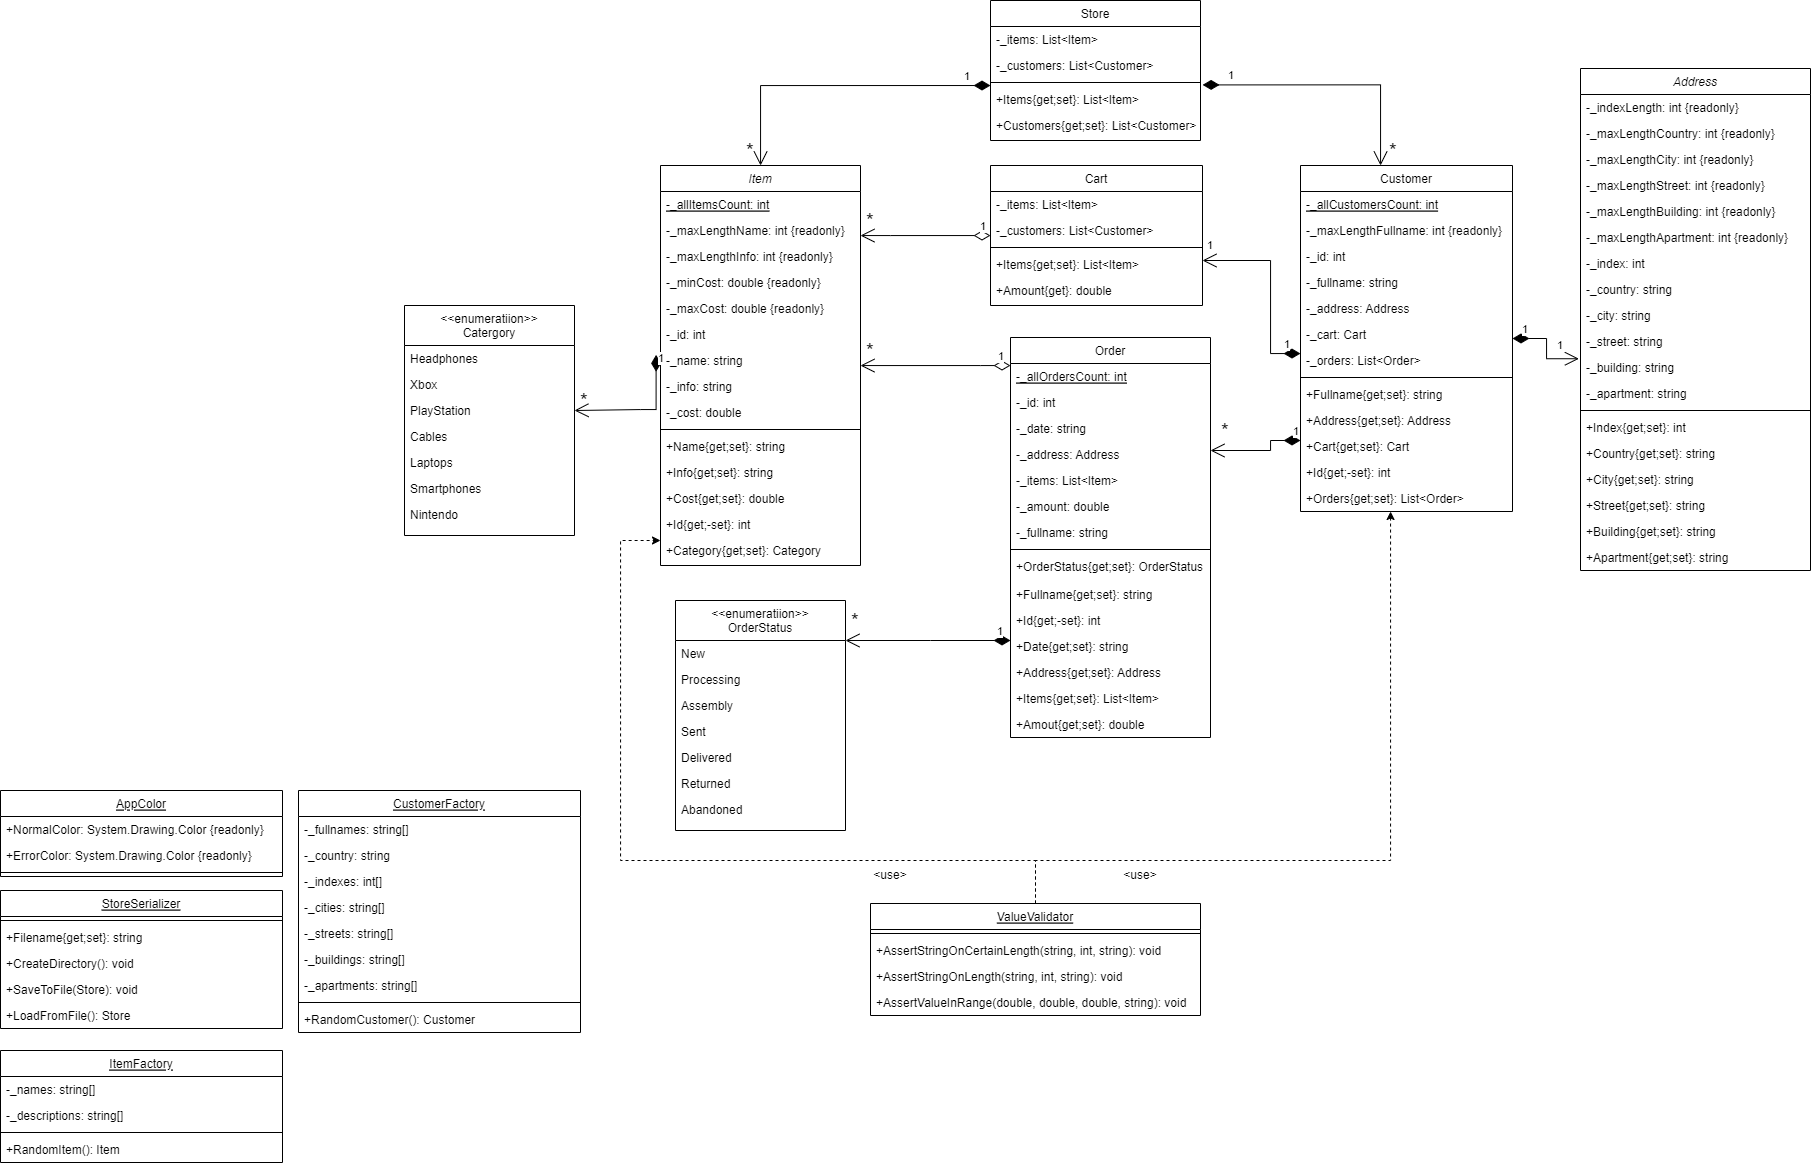 Store
-_items: List<Item>
-_customers: List<Customer>
+Items{get;set}: List<Item>
+Customers{get;set}: List<Customer>
1
1
*
*
Item
-_allItemsCount: int
-_maxLengthName: int {readonly}
-_maxLengthInfo: int {readonly}
-_minCost: double {readonly}
-_maxCost: double {readonly}
-_id: int
-_name: string
-_info: string
-_cost: double
+Name{get;set}: string
+Info{get;set}: string
+Cost{get;set}: double
+Id{get;-set}: int
+Category{get;set}: Category
1
*
<<enumeratiion>>
Catergory
Headphones
Xbox
PlayStation
Cables
Laptops
Smartphones
Nintendo
Cart
-_items: List<Item>
-_customers: List<Customer>
+Items{get;set}: List<Item>
+Amount{get}: double
*
1
1
Order
-_allOrdersCount: int
-_id: int
-_date: string
-_address: Address
-_items: List<Item>
-_amount: double
-_fullname: string
+OrderStatus{get;set}: OrderStatus
+Fullname{get;set}: string
+Id{get;-set}: int
+Date{get;set}: string
+Address{get;set}: Address
+Items{get;set}: List<Item>
+Amout{get;set}: double
*
1
*
1
*
<<enumeratiion>>
OrderStatus
New
Processing
Assembly
Sent
Delivered
Returned
Abandoned
Customer
-_allCustomersCount: int
-_maxLengthFullname: int {readonly}
-_id: int
-_fullname: string
-_address: Address
-_cart: Cart
-_orders: List<Order>
+Fullname{get;set}: string
+Address{get;set}: Address
+Cart{get;set}: Cart
+Id{get;-set}: int
+Orders{get;set}: List<Order>
1
1
1
1
Address
-_indexLength: int {readonly}
-_maxLengthCountry: int {readonly}
-_maxLengthCity: int {readonly}
-_maxLengthStreet: int {readonly}
-_maxLengthBuilding: int {readonly}
-_maxLengthApartment: int {readonly}
-_index: int
-_country: string
-_city: string
-_street: string
-_building: string
-_apartment: string
+Index{get;set}: int
+Country{get;set}: string
+City{get;set}: string
+Street{get;set}: string
+Building{get;set}: string
+Apartment{get;set}: string
AppColor
+NormalColor: System.Drawing.Color {readonly}
+ErrorColor: System.Drawing.Color {readonly}
StoreSerializer
+Filename{get;set}: string
+CreateDirectory(): void
+SaveToFile(Store): void
+LoadFromFile(): Store
ItemFactory
-_names: string[]
-_descriptions: string[]
+RandomItem(): Item
CustomerFactory
-_fullnames: string[]
-_country: string
-_indexes: int[]
-_cities: string[]
-_streets: string[]
-_buildings: string[]
-_apartments: string[]
+RandomCustomer(): Customer
<use>
<use>
ValueValidator
+AssertStringOnCertainLength(string, int, string): void
+AssertStringOnLength(string, int, string): void
+AssertValueInRange(double, double, double, string): void